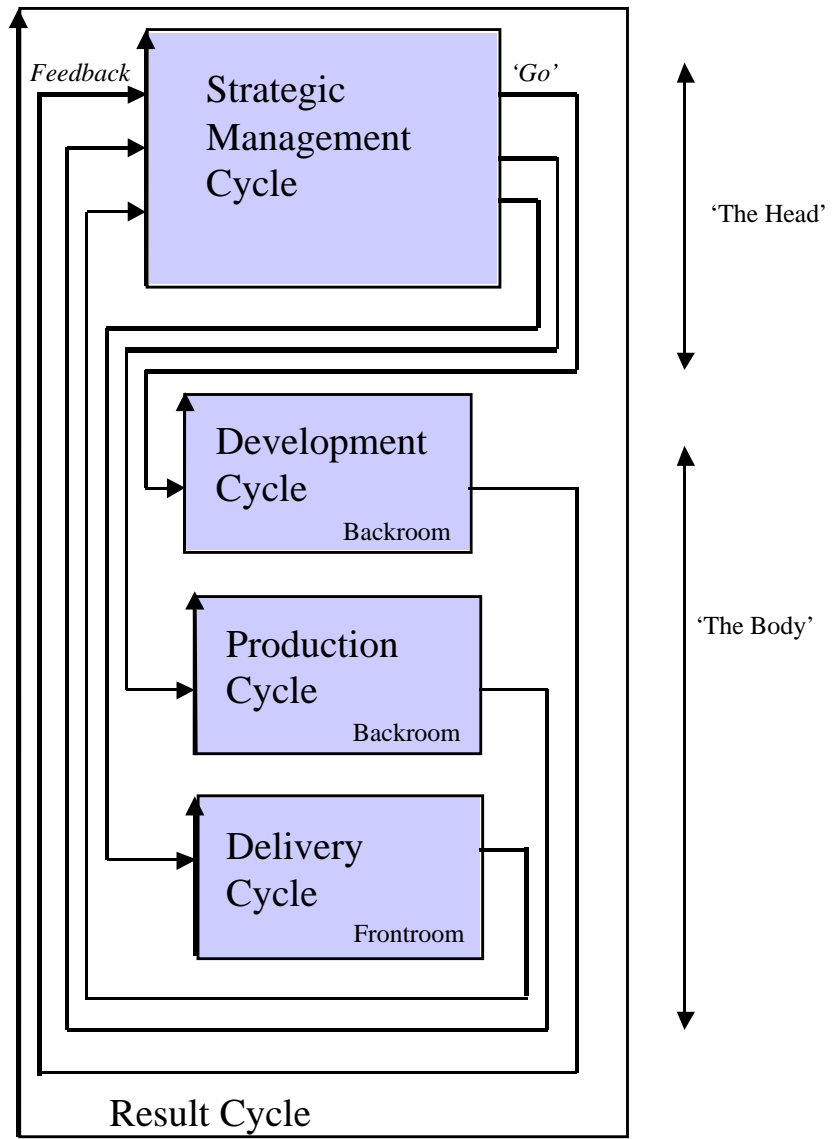 Feedback
‘Go’
Strategic
Management
Cycle
‘The Head’
Development
Cycle
Backroom
‘The Body’
Production
Cycle
Backroom
Delivery
Cycle
Frontroom
Result Cycle